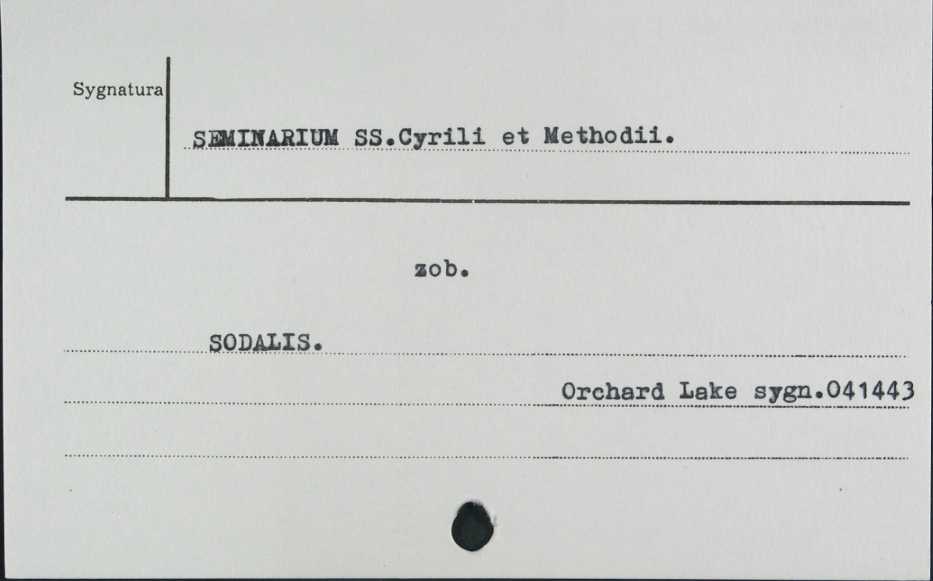 Sygnatura
SEMINARIUM SS.Cyrili et Methodii.
zob.
SODALIS.
Orchard Lake sygn.041443